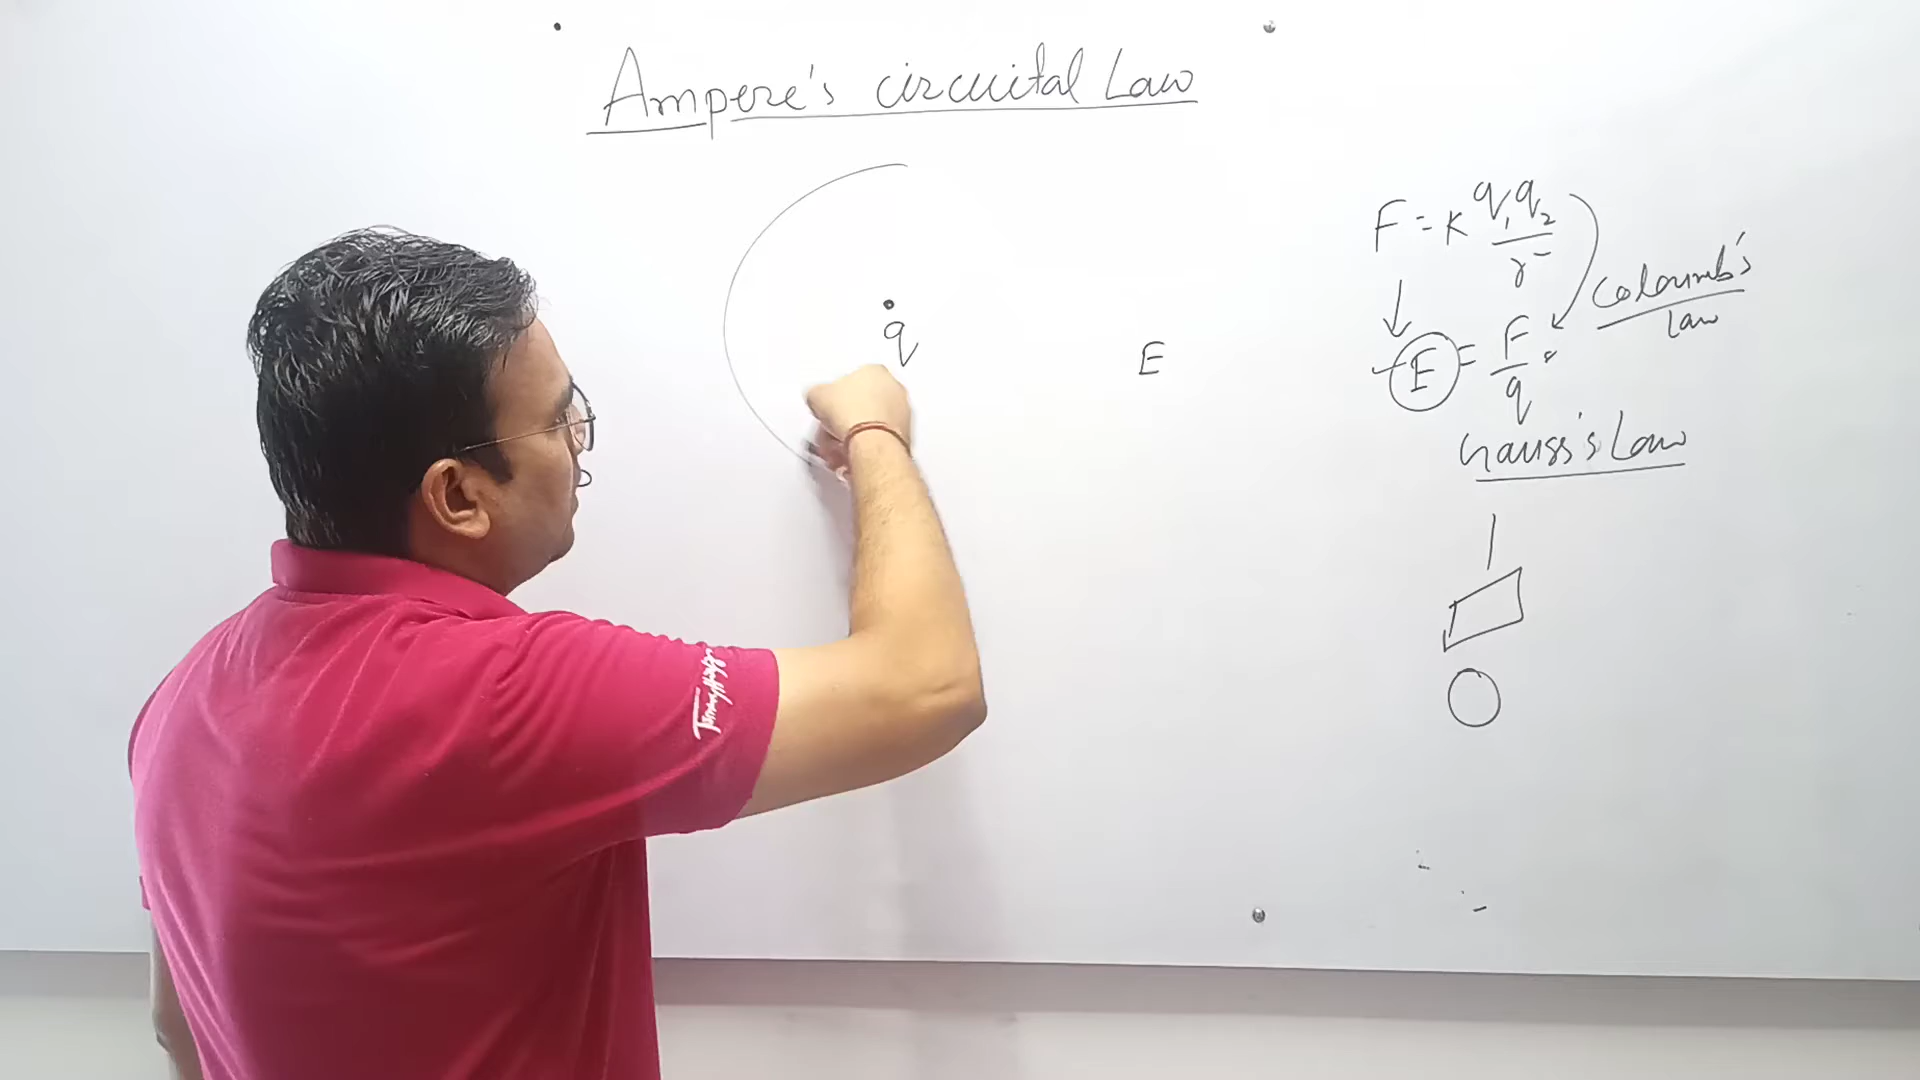 Ampere's circuital Law
q
E
F = K q1q2 / r²
Coloumb's
law
E = F / q
Gauss's Law